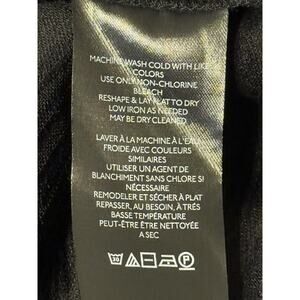 MACHINE WASH COLD WITH LIKE
COLORS
USE ONLY NON-CHLORINE
BLEACH
RESHAPE & LAY FLAT TO DRY
LOW IRON AS NEEDED
MAY BE DRY CLEANED
LAVER À LA MACHINE À L'EAU
FROIDE AVEC COULEURS
SIMILAIRES
UTILISER UN AGENT DE
BLANCHIMENT SANS CHLORE SI
NÉCESSAIRE
REMODELER ET SÉCHER À PLAT
REPASSER, AU BESOIN, À TRÉS
BASSE TEMPÉRATURE
PEUT-ÊTRE ÊTRE NETTOYÉE
A SEC
30
P